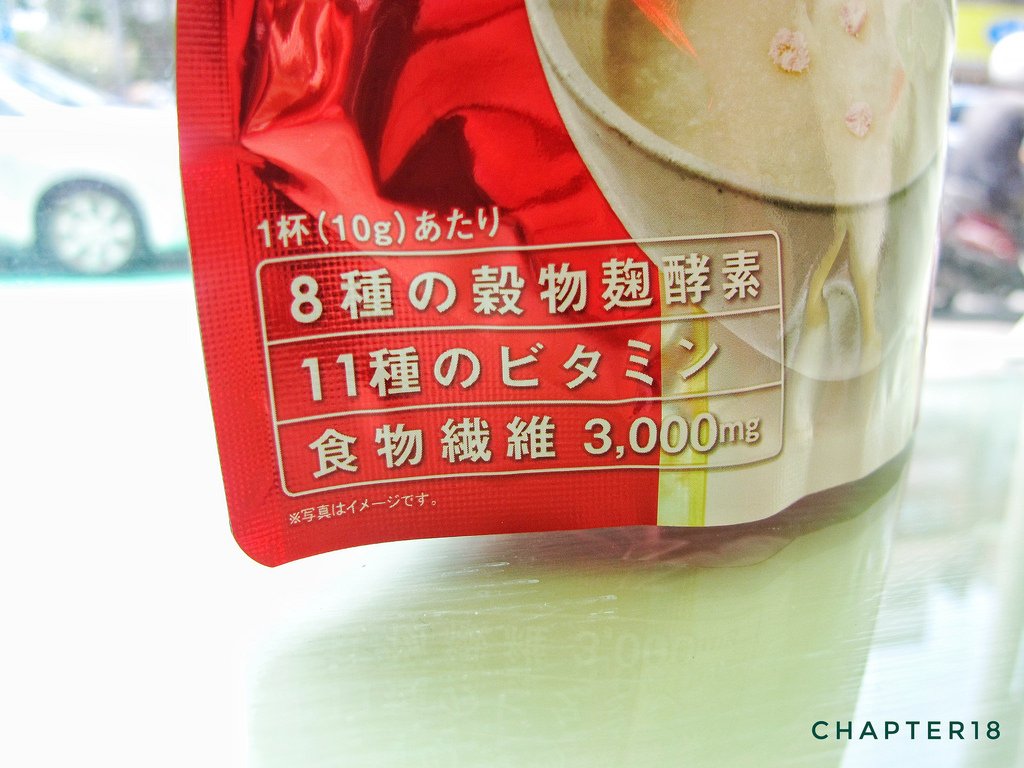 1杯(10g)あたり
8種の穀物麹酵素
11種のビタミン
食物繊維 3,000mg
※写真はイメージです。
CHAPTER18